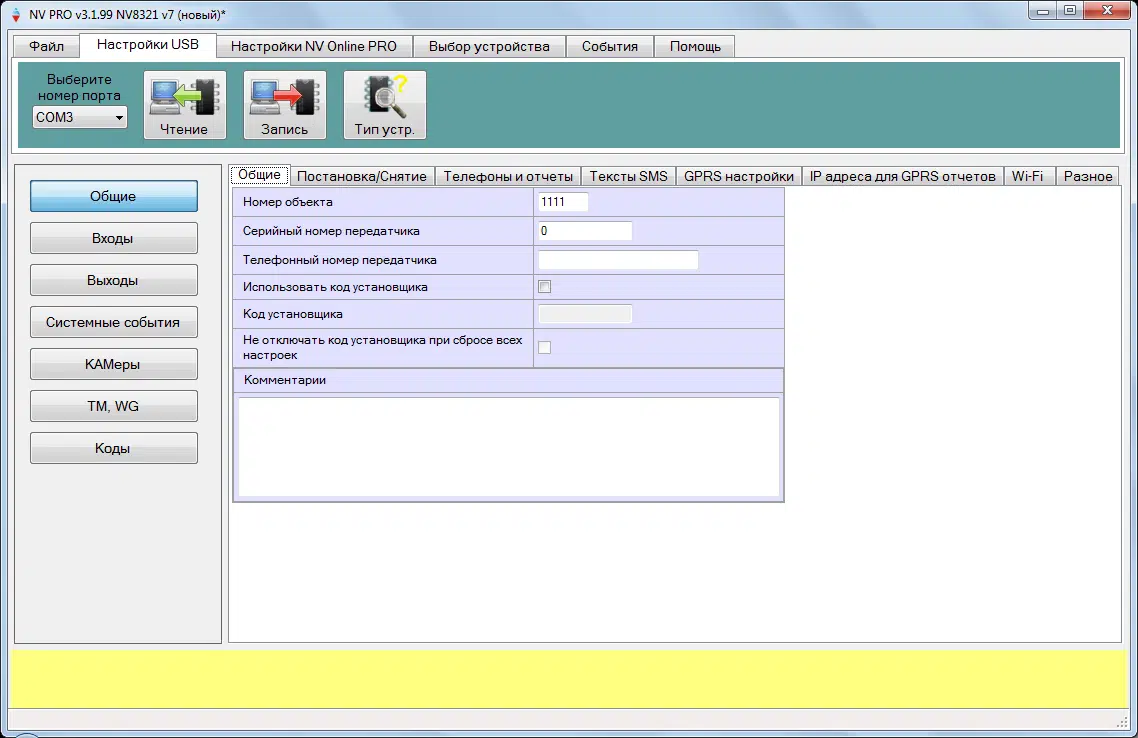 NV PRO v3.1.99 NV8321 v7 (новый)*
Файл
Настройки USB
Настройки NV Online PRO
Выбор устройства
События
Помощь
Выберите
номер порта
COM3
Чтение
Запись
?
Тип устр.
Общие
Входы
Выходы
Системные события
КАМеры
TM, WG
Коды
Общие
Постановка/Снятие
Телефоны и отчеты
Тексты SMS
GPRS настройки
IP адреса для GPRS отчетов
Wi-Fi
Разное
Номер объекта
1111
Серийный номер передатчика
0
Телефонный номер передатчика
Использовать код установщика
Код установщика
Не отключать код установщика при сбросе всех
настроек
Комментарии